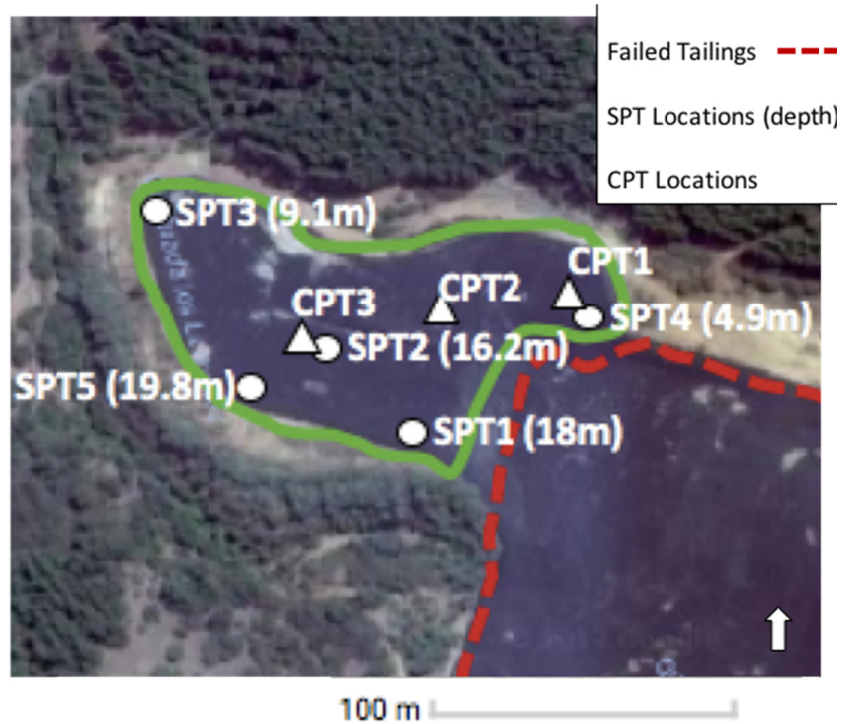 Failed Tailings
SPT Locations (depth)
CPT Locations
SPT3 (9.1m)
CPT1
CPT2
CPT3
SPT4 (4.9m)
SPT2 (16.2m)
SPT5 (19.8m)
SPT1 (18m)
100 m